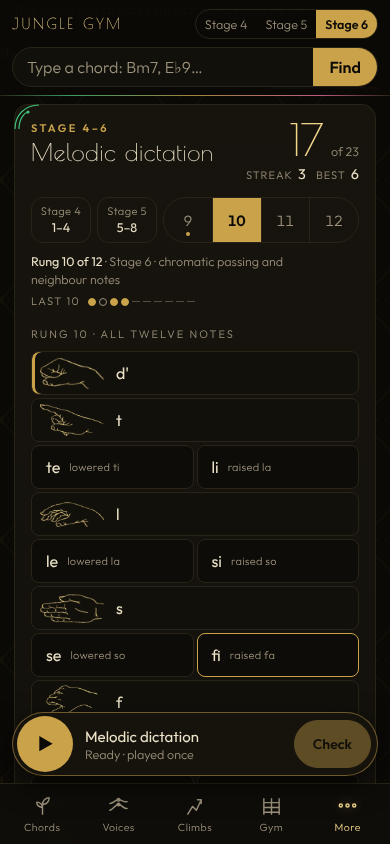 JUNGLE GYM
Stage 4 Stage 5 Stage 6
Type a chord: Bm7, E♭9... Find
STAGE 4–6
Melodic dictation
17 of 23
STREAK 3 BEST 6
Stage 4
1–4
Stage 5
5–8
9 10 11 12
Rung 10 of 12 · Stage 6 · chromatic passing and
neighbour notes
LAST 10
RUNG 10 · ALL TWELVE NOTES
d'
t
te lowered ti
li raised la
l
le lowered la
si raised so
s
se lowered so
fi raised fa
f
Melodic dictation
Ready · played once
Check
Chords Voices Climbs Gym More